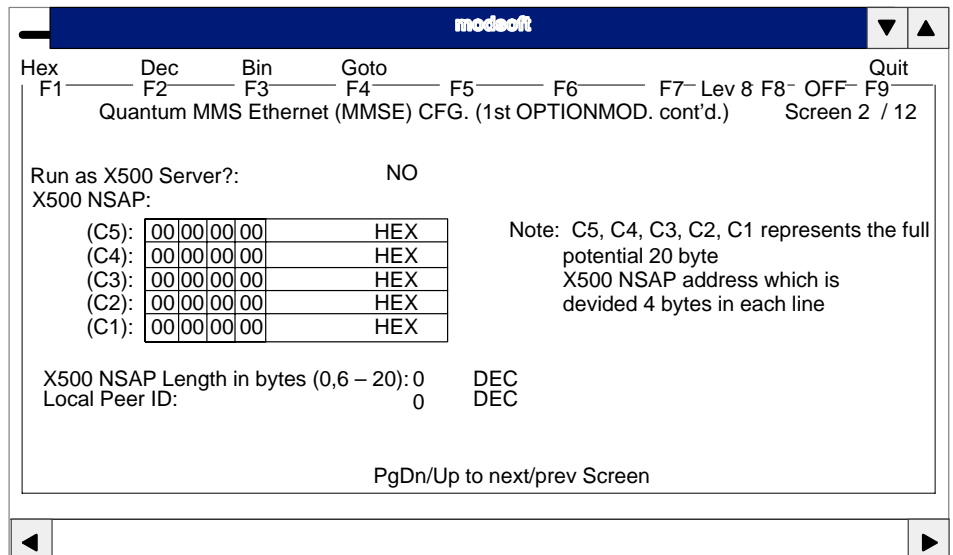 modsoft
Hex Dec Bin Goto Quit
F1 F2 F3 F4 F5 F6 F7 Lev 8 F8 OFF F9
Quantum MMS Ethernet (MMSE) CFG. (1st OPTIONMOD. cont'd.) Screen 2 / 12
Run as X500 Server?: NO
X500 NSAP:
(C5): 00 00 00 00 HEX
(C4): 00 00 00 00 HEX
(C3): 00 00 00 00 HEX
(C2): 00 00 00 00 HEX
(C1): 00 00 00 00 HEX
Note: C5, C4, C3, C2, C1 represents the full
potential 20 byte
X500 NSAP address which is
devided 4 bytes in each line
X500 NSAP Length in bytes (0,6 – 20): 0 DEC
Local Peer ID: 0 DEC
PgDn/Up to next/prev Screen